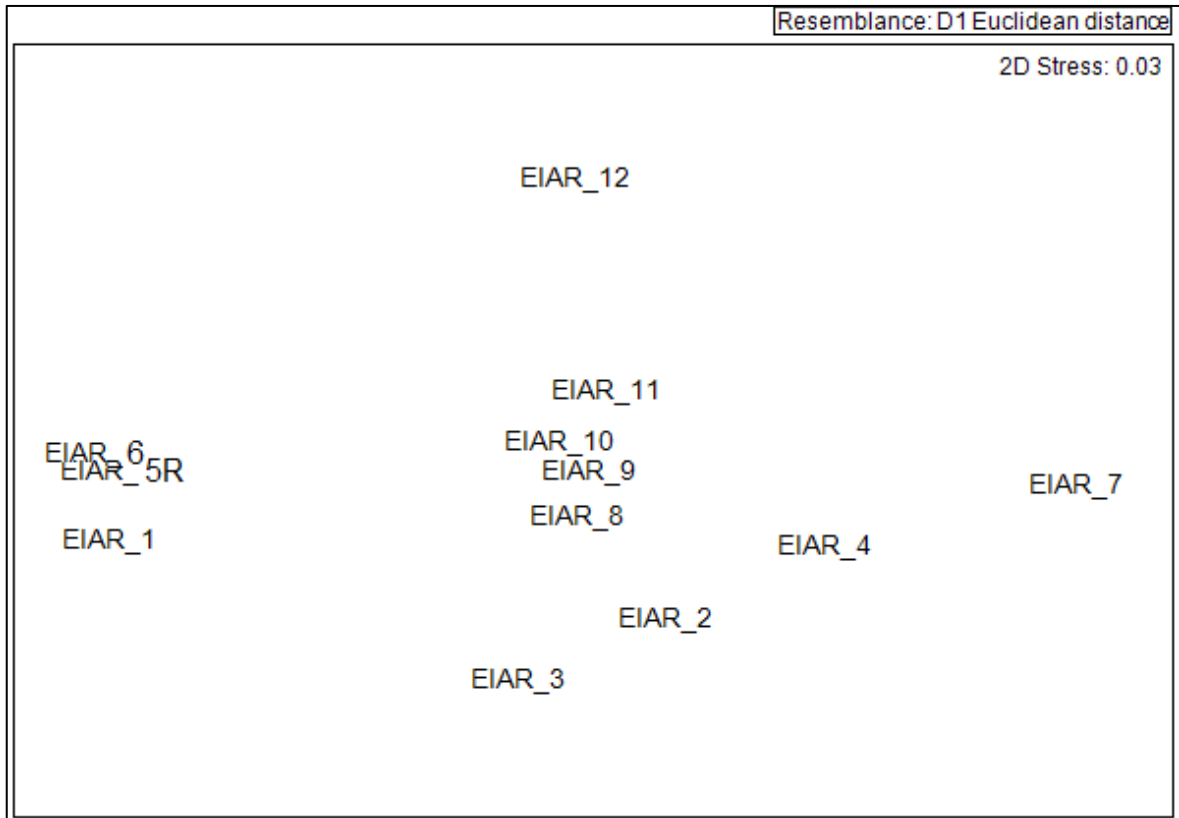 Resemblance: D1 Euclidean distance
2D Stress: 0.03
EIAR_12
EIAR_11
EIAR_10
EIAR_6
EIAR_5R
EIAR_9
EIAR_7
EIAR_8
EIAR_1
EIAR_4
EIAR_2
EIAR_3